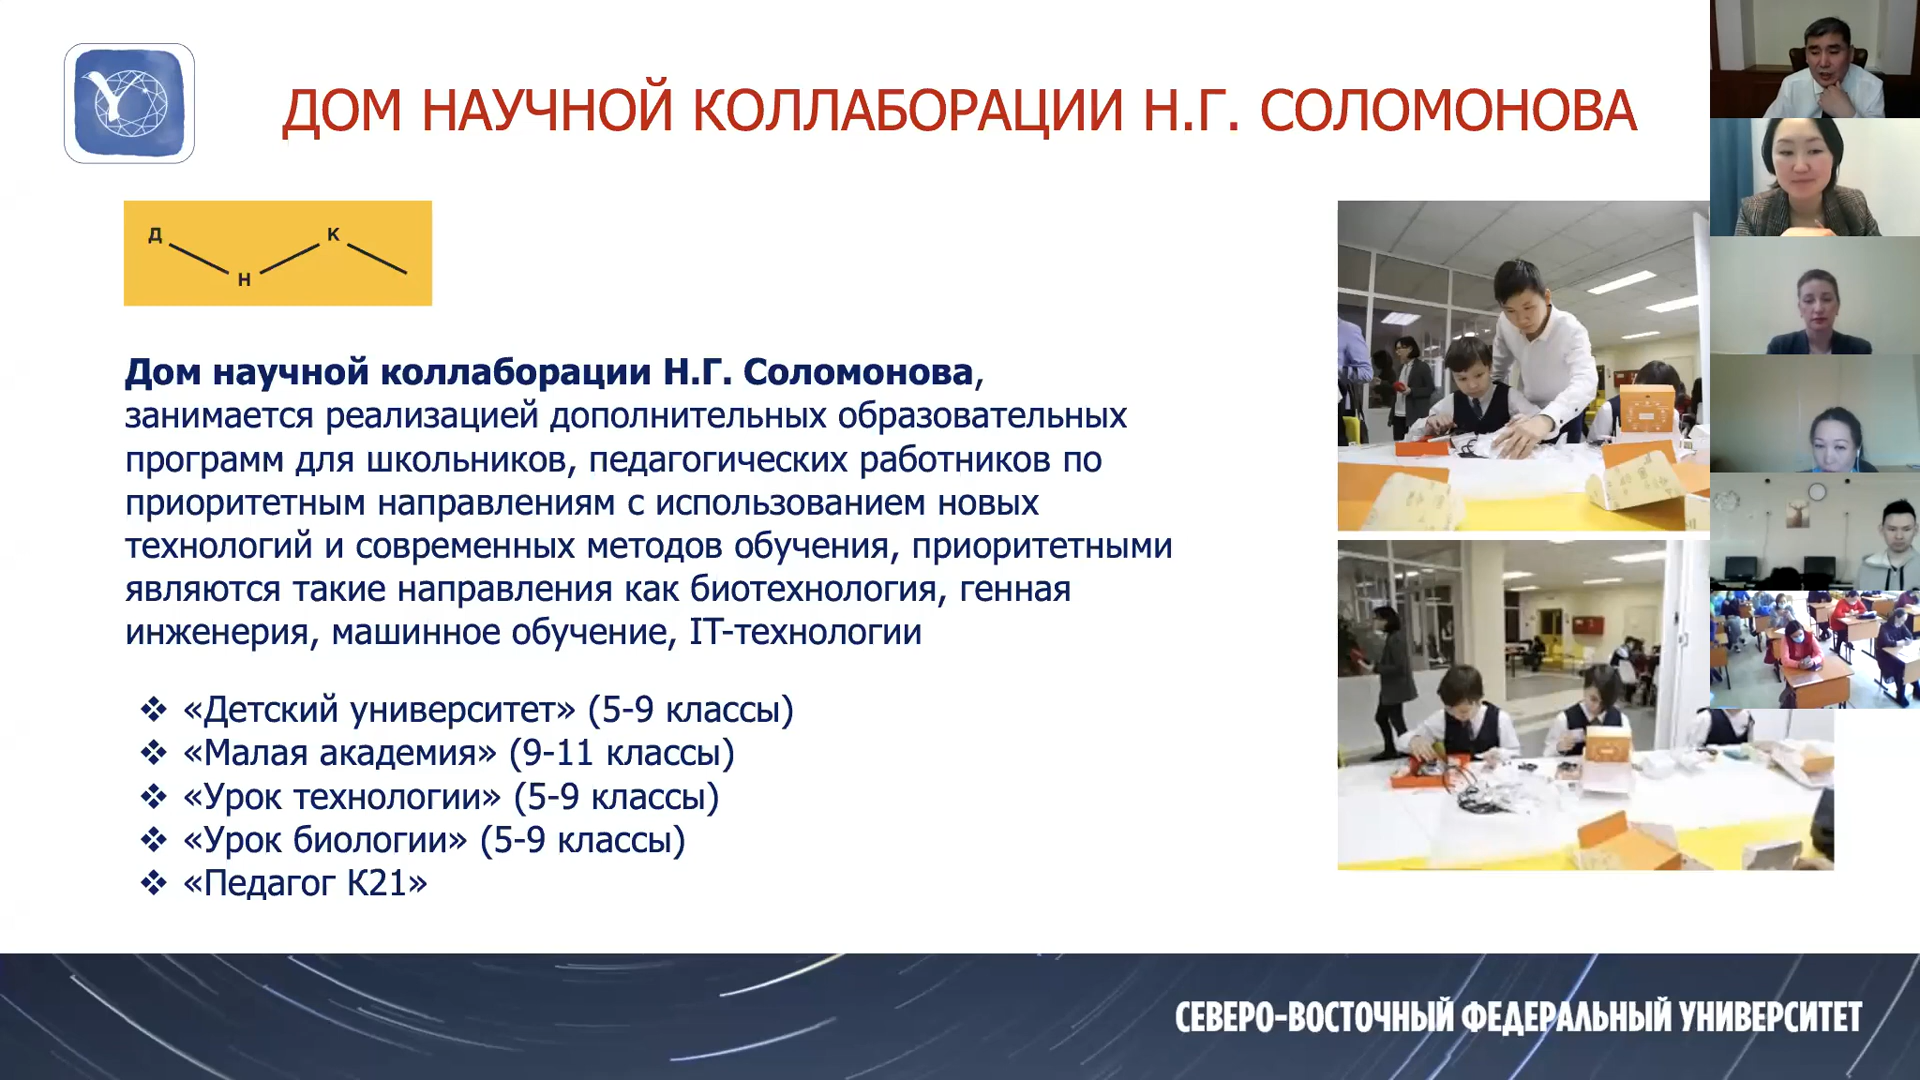 ДОМ НАУЧНОЙ КОЛЛАБОРАЦИИ Н.Г. СОЛОМОНОВА
Д
Н
К
Дом научной коллаборации Н.Г. Соломонова,
занимается реализацией дополнительных образовательных
программ для школьников, педагогических работников по
приоритетным направлениям с использованием новых
технологий и современных методов обучения, приоритетными
являются такие направления как биотехнология, генная
инженерия, машинное обучение, IT-технологии
❖ «Детский университет» (5-9 классы)
❖ «Малая академия» (9-11 классы)
❖ «Урок технологии» (5-9 классы)
❖ «Урок биологии» (5-9 классы)
❖ «Педагог К21»
СЕВЕРО-ВОСТОЧНЫЙ ФЕДЕРАЛЬНЫЙ УНИВЕРСИТЕТ